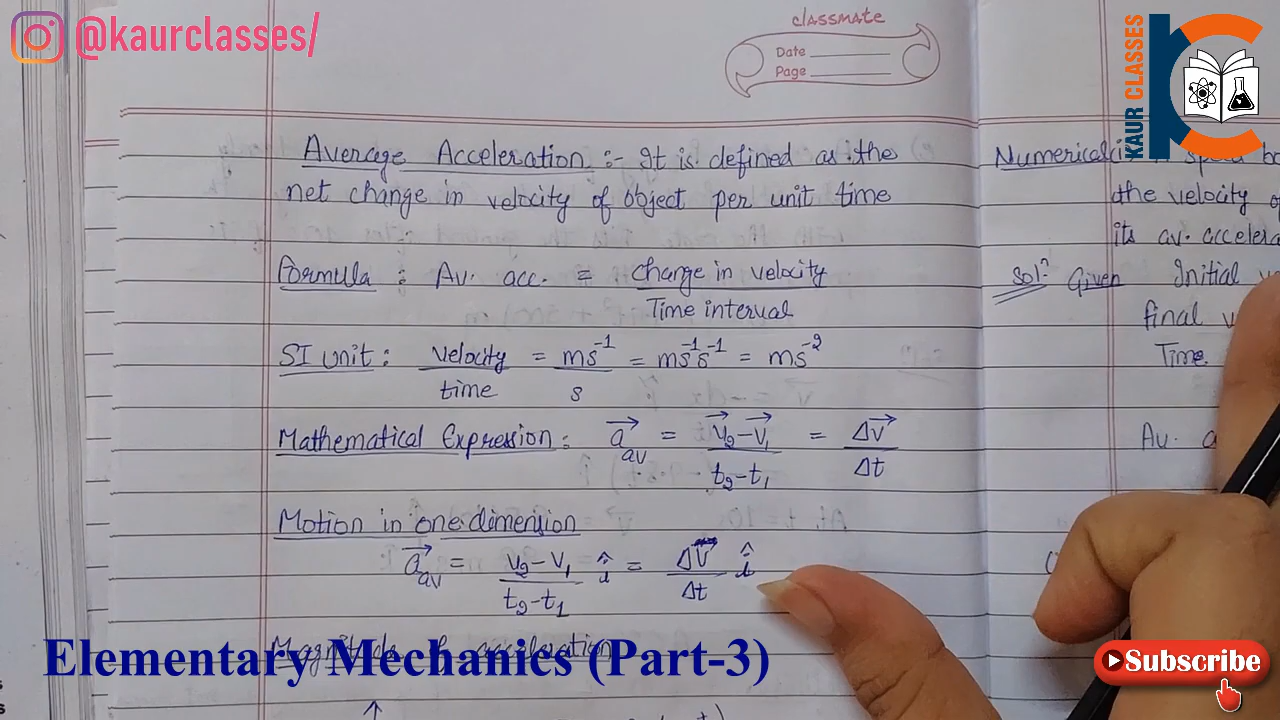 @kaurclasses/
classmate
Date
Page
KAUR CLASSES
Average Acceleration :- It is defined as the
net change in velocity of object per unit time
Formula : Av. acc. = change in velocity
Time interval
SI unit : velocity = ms⁻¹ = ms⁻¹s⁻¹ = ms⁻²
time s
Mathematical Expression : a⃗av = v⃗₂-v⃗₁ = Δv⃗
t₂-t₁ Δt
Motion in one dimension
a⃗av = v₂-v₁ î = ΔV î
t₂-t₁ Δt
Magnitude of acceleration
Elementary Mechanics (Part-3)
Numerical
the velocity
its av.
Sol: Given Initial
final
Time
Av.
Subscribe